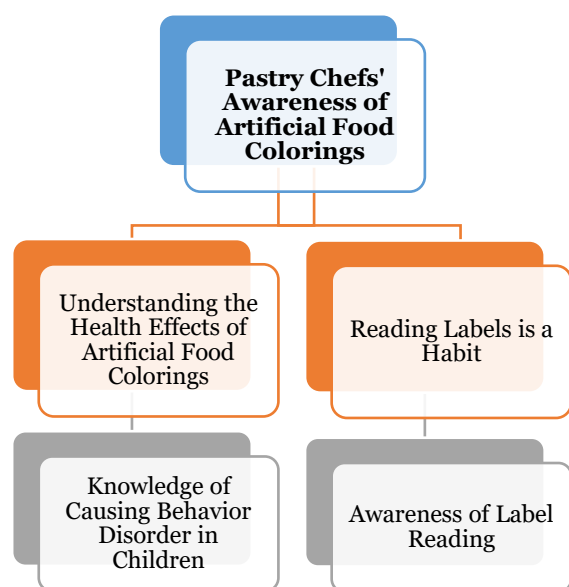 Pastry Chefs'
Awareness of
Artificial Food
Colorings
Understanding the
Health Effects of
Artificial Food
Colorings
Reading Labels is a
Habit
Knowledge of
Causing Behavior
Disorder in
Children
Awareness of Label
Reading